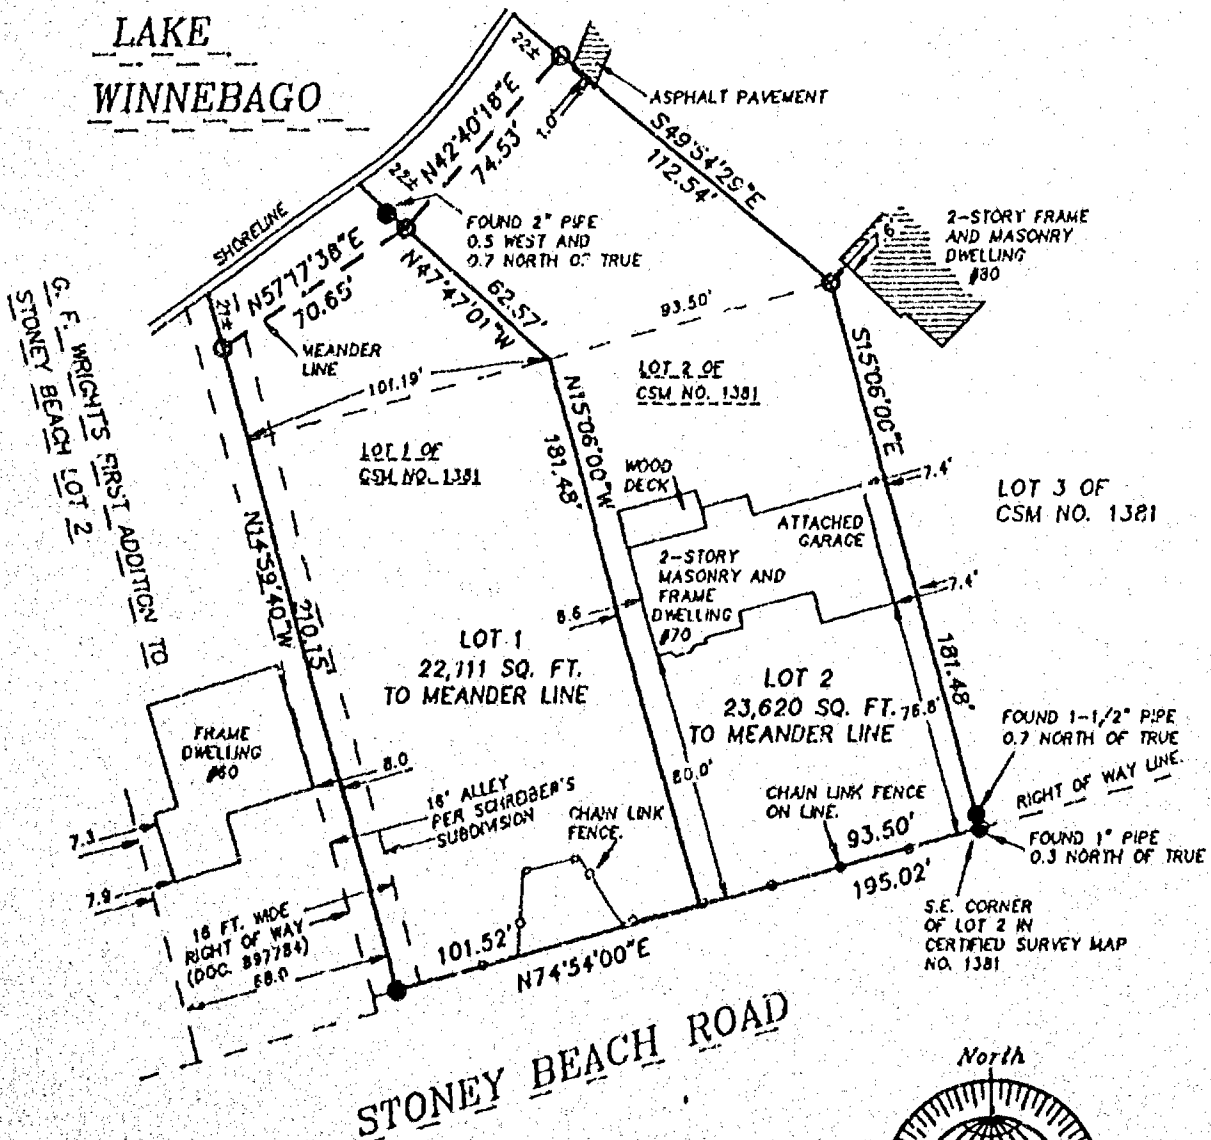 LAKE
WINNEBAGO
22±
ASPHALT PAVEMENT
N42°40'18"E
74.53'
1.0'
S49°54'29"E
112.54'
22±
SHORELINE
FOUND 2" PIPE
0.5 WEST AND
0.7 NORTH OF TRUE
2-STORY FRAME
AND MASONRY
DWELLING
#80
N57°17'38"E
70.65'
21±
N47°47'01"W
62.57'
93.50'
MEANDER
LINE
101.19'
LOT 2 OF
CSM NO. 1381
S15°06'00"E
G. F. WRIGHT'S FIRST ADDITION TO
STONEY BEACH LOT 2
LOT 1 OF
CSM NO. 1381
N15°06'00"W
181.48'
WOOD
DECK
7.4'
LOT 3 OF
CSM NO. 1381
ATTACHED
GARAGE
N14°59'40"W
210.15'
2-STORY
MASONRY AND
FRAME
DWELLING
#70
7.4'
8.6
LOT 1
22,111 SQ. FT.
TO MEANDER LINE
181.48'
LOT 2
23,620 SQ. FT.
TO MEANDER LINE
76.8'
FRAME
DWELLING
#60
FOUND 1-1/2" PIPE
0.7 NORTH OF TRUE
8.0
80.0'
RIGHT OF WAY LINE.
16' ALLEY
PER SCHROBER'S
SUBDIVISION
CHAIN LINK
FENCE.
CHAIN LINK FENCE
ON LINE.
7.3
93.50'
195.02'
FOUND 1" PIPE
0.3 NORTH OF TRUE
7.9
16 FT. WIDE
RIGHT OF WAY
(DOC. 897784)
S.E. CORNER
OF LOT 2 IN
CERTIFIED SURVEY MAP
NO. 1381
101.52'
N74°54'00"E
STONEY BEACH ROAD
North